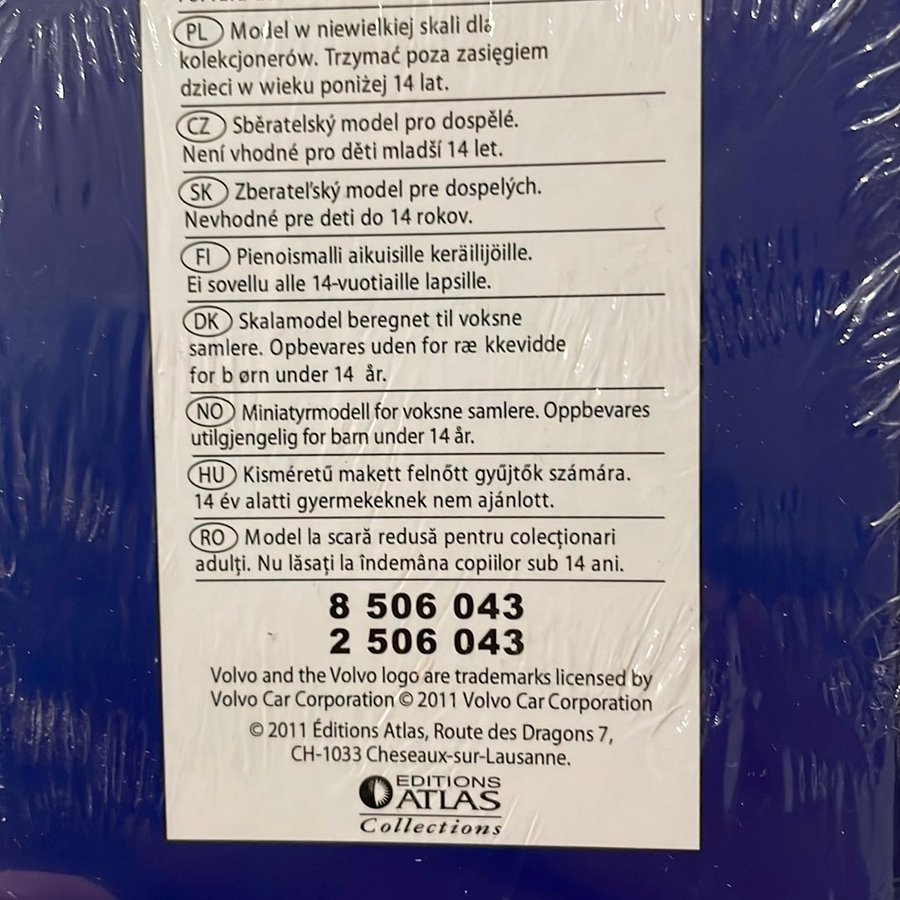 PL Model w niewielkiej skali dla
kolekcjonerów. Trzymać poza zasięgiem
dzieci w wieku poniżej 14 lat.
CZ Sběratelský model pro dospělé.
Není vhodné pro děti mladší 14 let.
SK Zberateľský model pre dospelých.
Nevhodné pre deti do 14 rokov.
FI Pienoismalli aikuisille keräilijöille.
Ei sovellu alle 14-vuotiaille lapsille.
DK Skalamodel beregnet til voksne
samlere. Opbevares uden for ræ kkevidde
for b ørn under 14 år.
NO Miniatyrmodell for voksne samlere. Oppbevares
utilgjengelig for barn under 14 år.
HU Kisméretű makett felnőtt gyűjtők számára.
14 év alatti gyermekeknek nem ajánlott.
RO Model la scară redusă pentru colecționari
adulți. Nu lăsați la îndemâna copiilor sub 14 ani.
8 506 043
2 506 043
Volvo and the Volvo logo are trademarks licensed by
Volvo Car Corporation © 2011 Volvo Car Corporation
© 2011 Éditions Atlas, Route des Dragons 7,
CH-1033 Cheseaux-sur-Lausanne.
EDITIONS
ATLAS
Collections